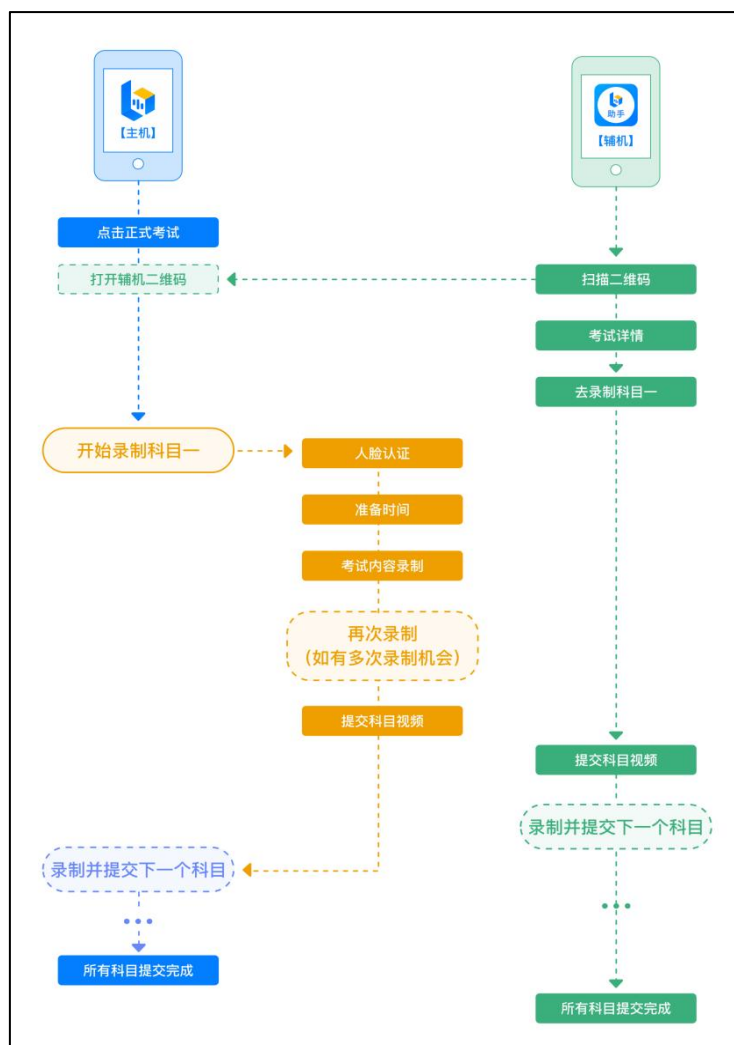 【主机】
助手
【辅机】
点击正式考试
打开辅机二维码
扫描二维码
考试详情
去录制科目一
开始录制科目一
人脸认证
准备时间
考试内容录制
再次录制
（如有多次录制机会）
提交科目视频
提交科目视频
录制并提交下一个科目
录制并提交下一个科目
所有科目提交完成
所有科目提交完成